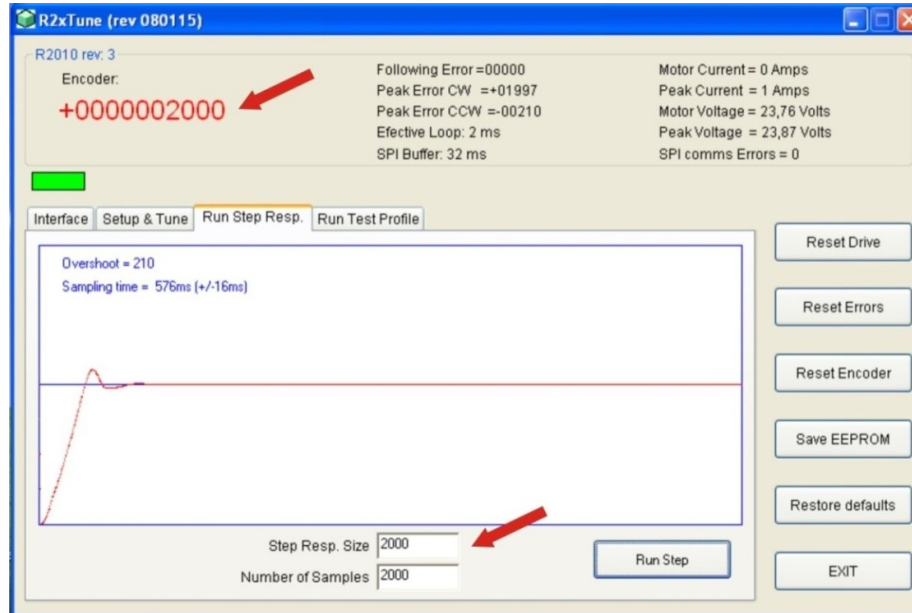 R2xTune (rev 080115)
R2010 rev: 3
Encoder:
+0000002000
Following Error =00000
Peak Error CW =+01997
Peak Error CCW =-00210
Efective Loop: 2 ms
SPI Buffer: 32 ms
Motor Current = 0 Amps
Peak Current = 1 Amps
Motor Voltage = 23,76 Volts
Peak Voltage = 23,87 Volts
SPI comms Errors = 0
Interface
Setup & Tune
Run Step Resp.
Run Test Profile
Overshoot = 210
Sampling time = 576ms (+/-16ms)
Step Resp. Size 2000
Number of Samples 2000
Run Step
Reset Drive
Reset Errors
Reset Encoder
Save EEPROM
Restore defaults
EXIT